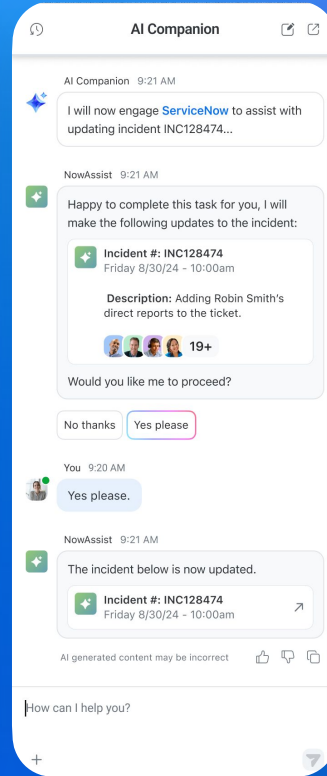 AI Companion
AI Companion 9:21 AM
I will now engage ServiceNow to assist with
updating incident INC128474...
NowAssist 9:21 AM
Happy to complete this task for you, I will
make the following updates to the incident:
Incident #: INC128474
Friday 8/30/24 - 10:00am
Description: Adding Robin Smith's
direct reports to the ticket.
19+
Would you like me to proceed?
No thanks Yes please
You 9:20 AM
Yes please.
NowAssist 9:21 AM
The incident below is now updated.
Incident #: INC128474
Friday 8/30/24 - 10:00am
AI generated content may be incorrect
How can I help you?